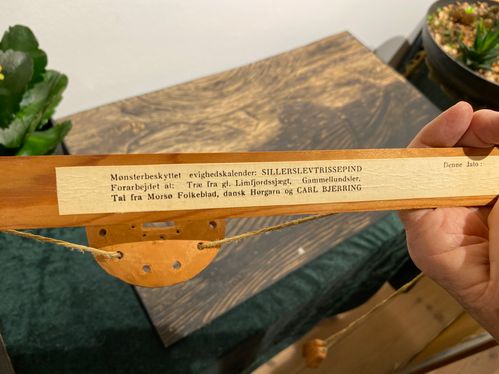 Mønsterbeskyttet evighedskalender: SILLERSLEVTRISSEPIND
Forarbejdet af: Træ fra gl. Limfjordssjægt, Gammellundsler,
Tal fra Morsø Folkeblad, dansk Hørgarn og CARL BJERRING
Denne Jato: